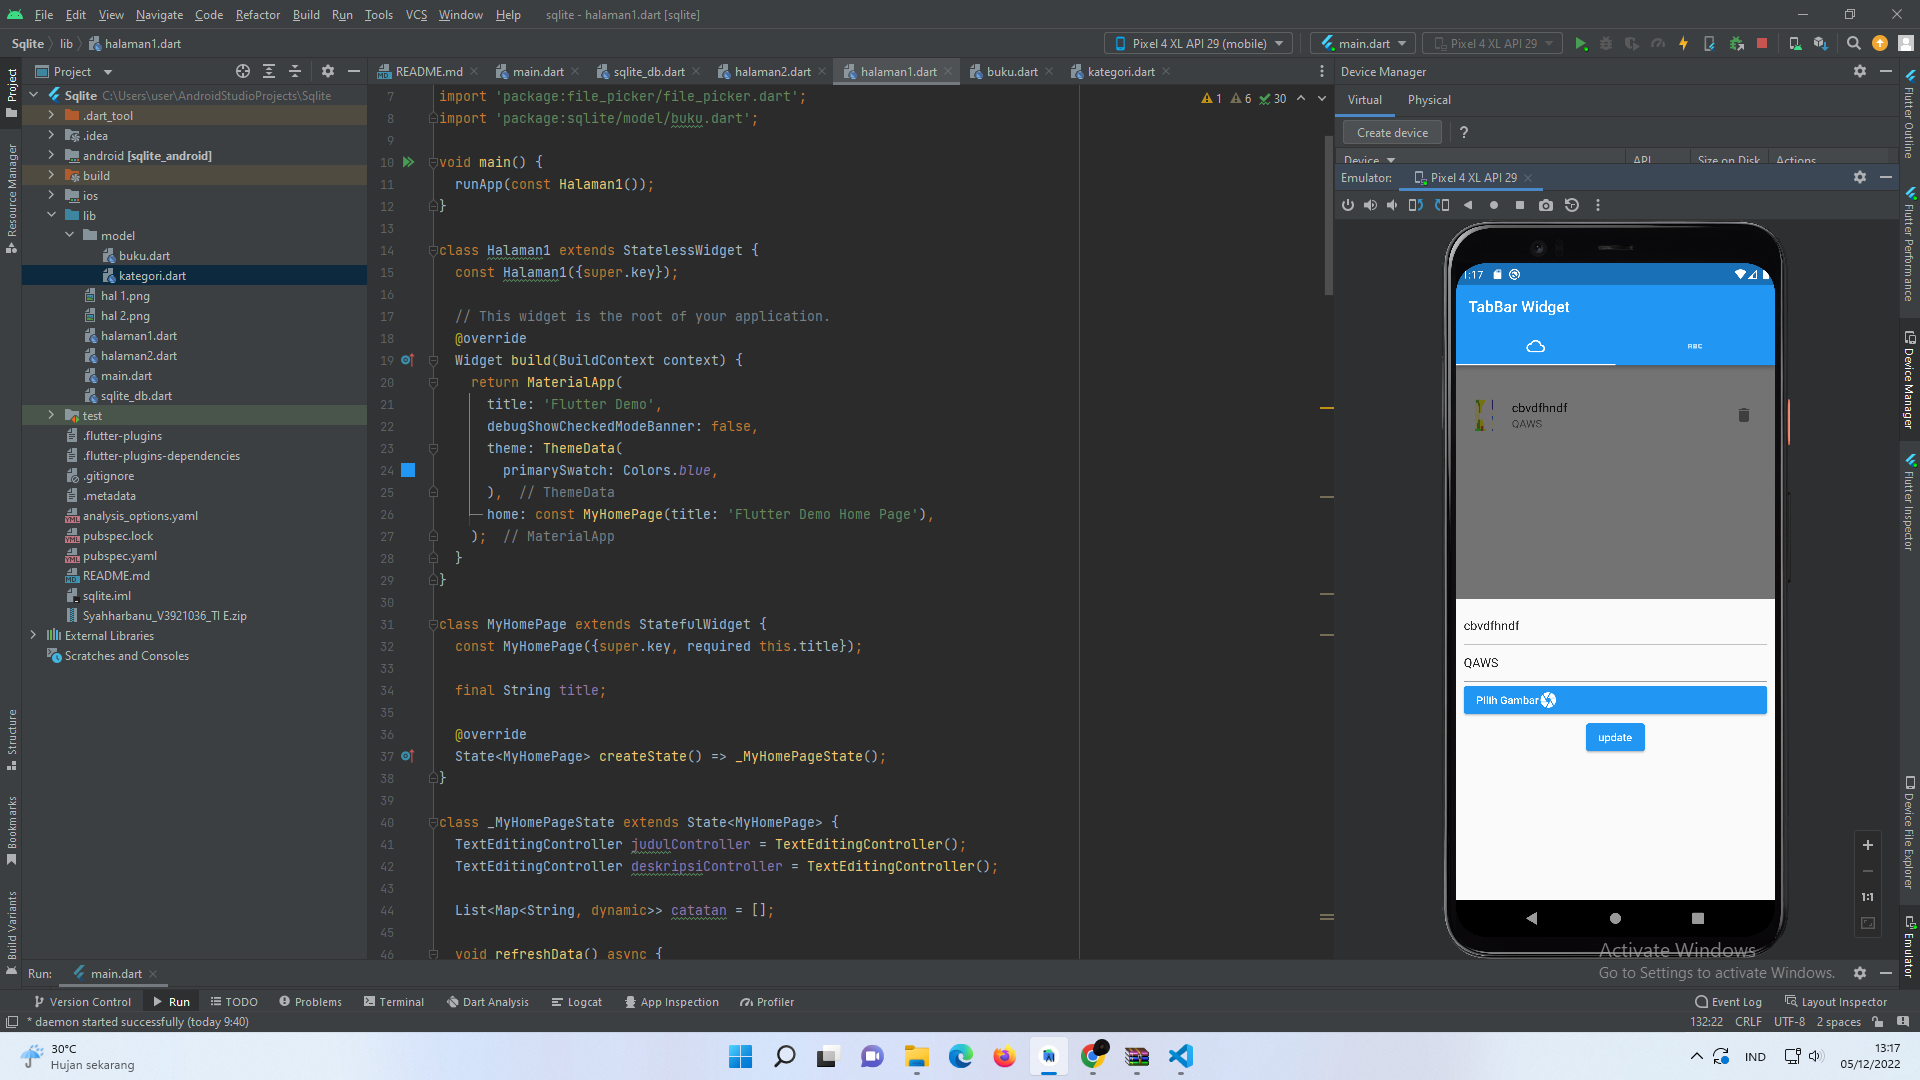 File Edit View Navigate Code Refactor Build Run Tools VCS Window Help sqlite - halaman1.dart [sqlite]
Sqlite lib halaman1.dart
Pixel 4 XL API 29 (mobile) main.dart Pixel 4 XL API 29
Project
README.md main.dart sqlite_db.dart halaman2.dart halaman1.dart buku.dart kategori.dart
Device Manager
Sqlite C:\Users\user\AndroidStudioProjects\Sqlite
.dart_tool
.idea
android [sqlite_android]
build
ios
lib
model
buku.dart
kategori.dart
hal 1.png
hal 2.png
halaman1.dart
halaman2.dart
main.dart
sqlite_db.dart
test
.flutter-plugins
.flutter-plugins-dependencies
.gitignore
.metadata
analysis_options.yaml
pubspec.lock
pubspec.yaml
README.md
sqlite.iml
Syahharbanu_V3921036_TI E.zip
External Libraries
Scratches and Consoles
Project
Resource Manager
Structure
Bookmarks
Build Variants
1 6 30
7 import 'package:file_picker/file_picker.dart';
8 import 'package:sqlite/model/buku.dart';
9
10 void main() {
11 runApp(const Halaman1());
12 }
13
14 class Halaman1 extends StatelessWidget {
15 const Halaman1({super.key});
16
17 // This widget is the root of your application.
18 @override
19 Widget build(BuildContext context) {
20 return MaterialApp(
21 title: 'Flutter Demo',
22 debugShowCheckedModeBanner: false,
23 theme: ThemeData(
24 primarySwatch: Colors.blue,
25 ), // ThemeData
26 home: const MyHomePage(title: 'Flutter Demo Home Page'),
27 ); // MaterialApp
28 }
29 }
30
31 class MyHomePage extends StatefulWidget {
32 const MyHomePage({super.key, required this.title});
33
34 final String title;
35
36 @override
37 State<MyHomePage> createState() => _MyHomePageState();
38 }
39
40 class _MyHomePageState extends State<MyHomePage> {
41 TextEditingController judulController = TextEditingController();
42 TextEditingController deskripsiController = TextEditingController();
43
44 List<Map<String, dynamic>> catatan = [];
45
46 void refreshData() async {
Virtual Physical
Create device ?
Device API Size on Disk Actions
Emulator: Pixel 4 XL API 29
1:17
TabBar Widget
ABC
cbvdfhndf
QAWS
cbvdfhndf
QAWS
Pilih Gambar
update
1:1
Activate Windows
Go to Settings to activate Windows.
Flutter Outline
Flutter Performance
Device Manager
Flutter Inspector
Device File Explorer
Emulator
Run: main.dart
Version Control Run TODO Problems Terminal Dart Analysis Logcat App Inspection Profiler Event Log Layout Inspector
* daemon started successfully (today 9:40) 132:22 CRLF UTF-8 2 spaces
30°C
Hujan sekarang
IND
13:17
05/12/2022